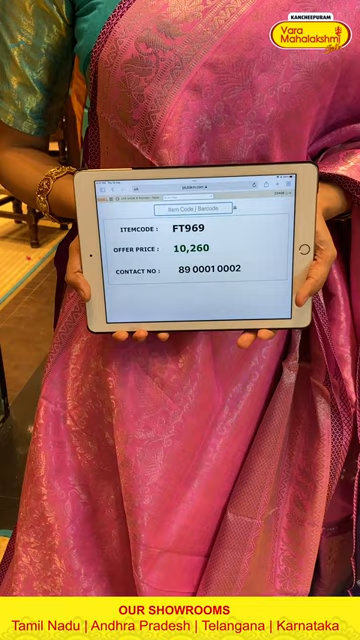 KANCHEEPURAM
Vara
Mahalakshmi
Silks
Item Code / Barcode
ITEMCODE : FT969
OFFER PRICE : 10,260
CONTACT NO : 89 0001 0002
OUR SHOWROOMS
Tamil Nadu | Andhra Pradesh | Telangana | Karnataka